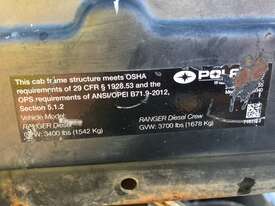 This cab frame structure meets OSHA
requiremnts of 29 CFR § 1928.53 and the
OPS requirements of ANSI/OPEI B71.9-2012,
Section 5.1.2
Vehicle Model
RANGER Diesel
GVW: 3400 lbs (1542 Kg)
POLA
RANGER Diesel Crew
GVW: 3700 lbs (1678 Kg)